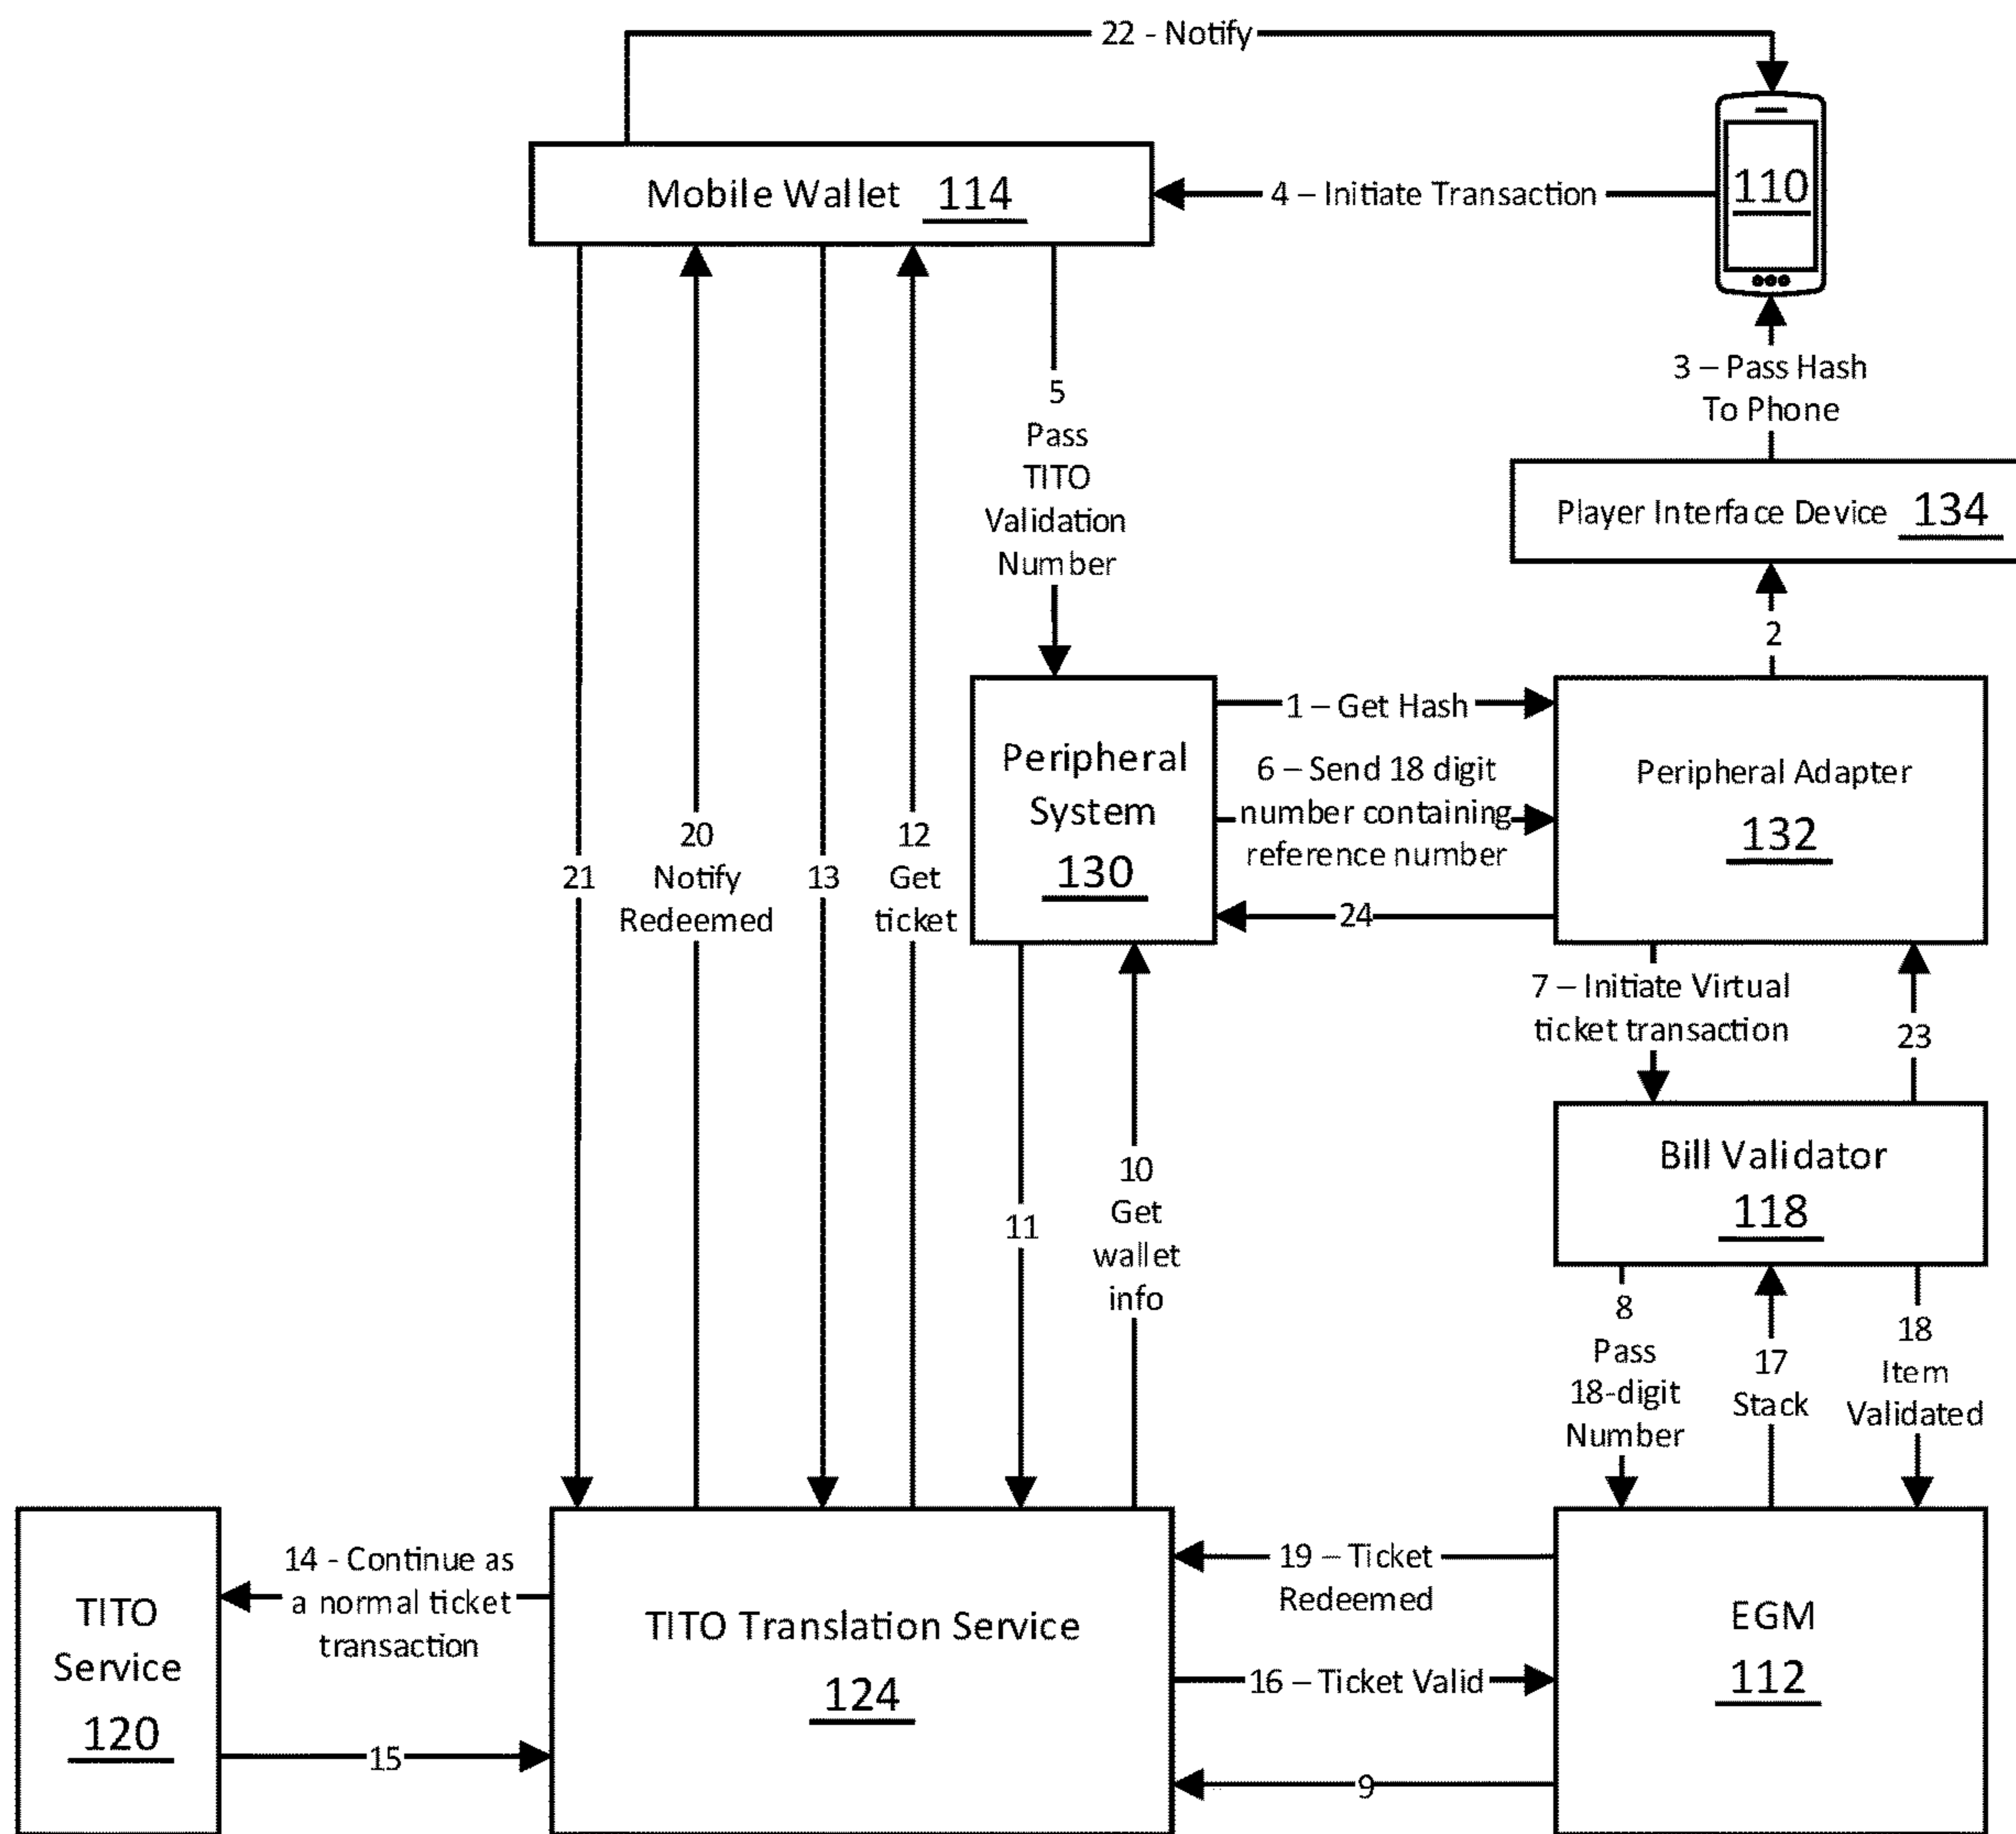 22 - Notify
Mobile Wallet 114
4 – Initiate Transaction
110
3 – Pass Hash
To Phone
5
Pass
TITO
Validation
Number
Player Interface Device 134
2
1 – Get Hash
Peripheral
System
130
6 – Send 18 digit
number containing
reference number
Peripheral Adapter
132
24
21
20
Notify
Redeemed
13
12
Get
ticket
7 – Initiate Virtual
ticket transaction
23
Bill Validator
118
11
10
Get
wallet
info
8
Pass
18-digit
Number
17
Stack
18
Item
Validated
TITO
Service
120
14 - Continue as
a normal ticket
transaction
15
TITO Translation Service
124
19 – Ticket
Redeemed
16 – Ticket Valid
9
EGM
112